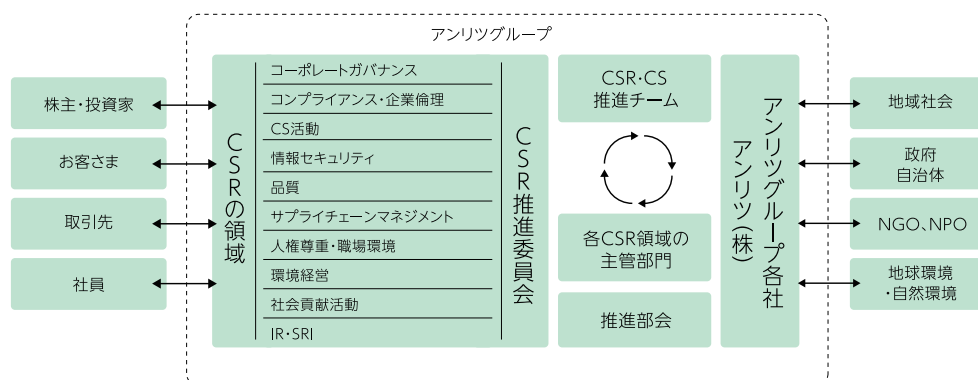 アンリツグループ
株主・投資家
お客さま
取引先
社員
CSRの領域
コーポレートガバナンス
コンプライアンス・企業倫理
CS活動
情報セキュリティ
品質
サプライチェーンマネジメント
人権尊重・職場環境
環境経営
社会貢献活動
IR・SRI
CSR推進委員会
CSR・CS
推進チーム
各CSR領域の
主管部門
推進部会
アンリツグループ各社
アンリツ(株)
地域社会
政府
自治体
NGO、NPO
地球環境
・自然環境